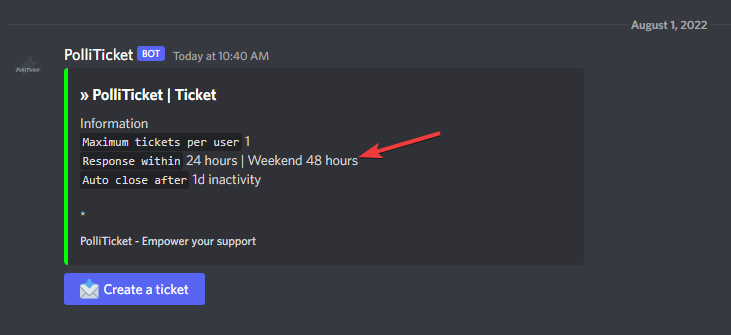 August 1, 2022
PolliTicket BOT Today at 10:40 AM
PolliTicket
» PolliTicket | Ticket
Information
Maximum tickets per user 1
Response within 24 hours | Weekend 48 hours
Auto close after 1d inactivity
*
PolliTicket - Empower your support
Create a ticket